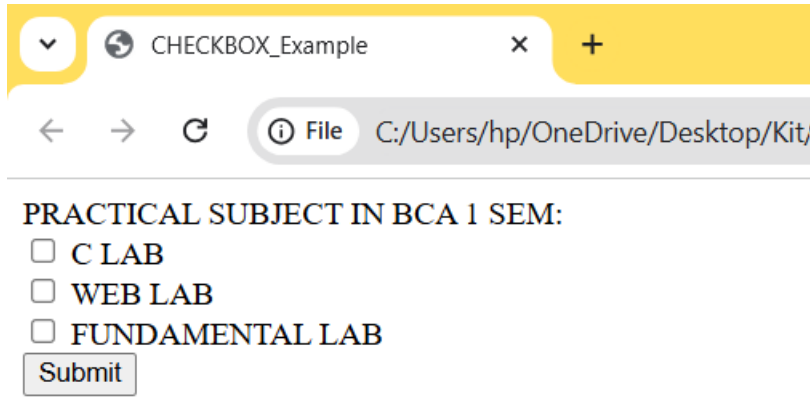 CHECKBOX_Example
File C:/Users/hp/OneDrive/Desktop/Kit/
PRACTICAL SUBJECT IN BCA 1 SEM:
C LAB
WEB LAB
FUNDAMENTAL LAB
Submit